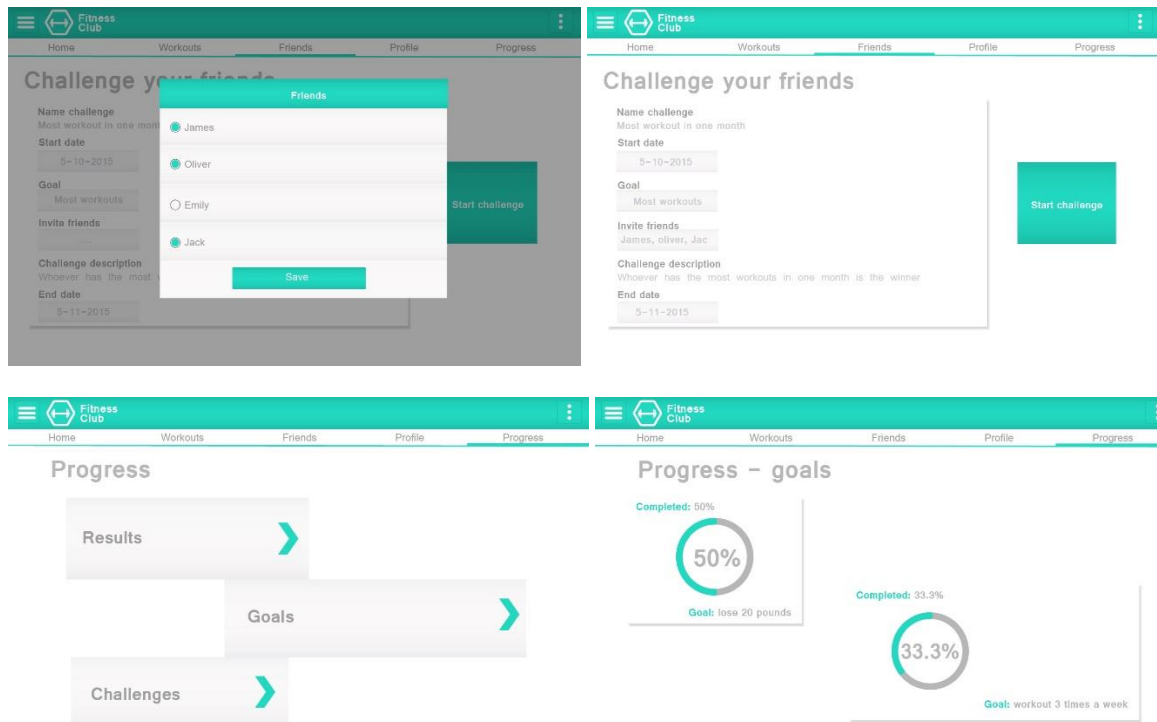 Fitness
Club
Home Workouts Friends Profile Progress
Challenge your friends
Friends
Name challenge
Most workout in one mon
James
Start date
5-10-2015
Oliver
Goal
Most workouts
Start challenge
Emily
Invite friends
---
Jack
Challenge description
Whoever has the most
Save
End date
5-11-2015
Fitness
Club
Home Workouts Friends Profile Progress
Challenge your friends
Name challenge
Most workout in one month
Start date
5-10-2015
Goal
Most workouts
Start challenge
Invite friends
James, oliver, Jac
Challenge description
Whoever has the most workouts in one month is the winner
End date
5-11-2015
Fitness
Club
Home Workouts Friends Profile Progress
Progress
Results
Goals
Challenges
Fitness
Club
Home Workouts Friends Profile Progress
Progress - goals
Completed: 50%
50%
Goal: lose 20 pounds
Completed: 33.3%
33.3%
Goal: workout 3 times a week